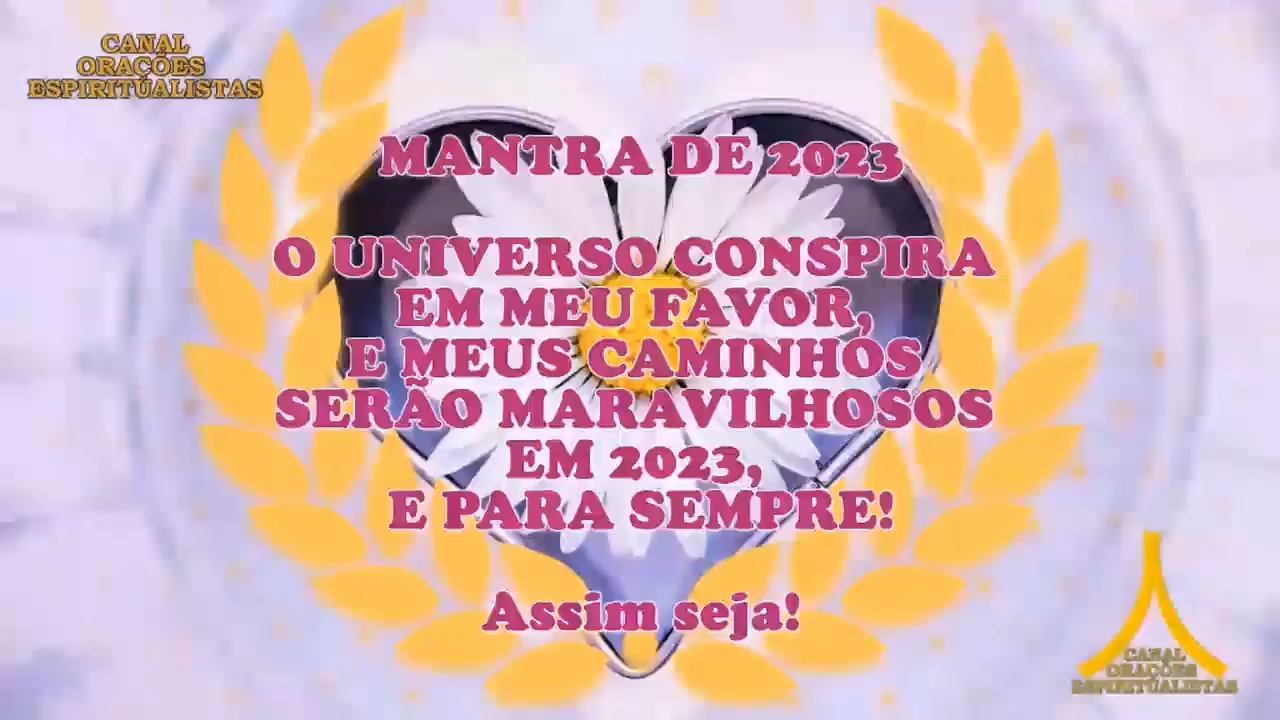 CANAL
ORAÇÕES
ESPIRITUALISTAS
MANTRA DE 2023
O UNIVERSO CONSPIRA
EM MEU FAVOR,
E MEUS CAMINHOS
SERÃO MARAVILHOSOS
EM 2023,
E PARA SEMPRE!
Assim seja!
CANAL
ORAÇÕES
ESPIRITUALISTAS